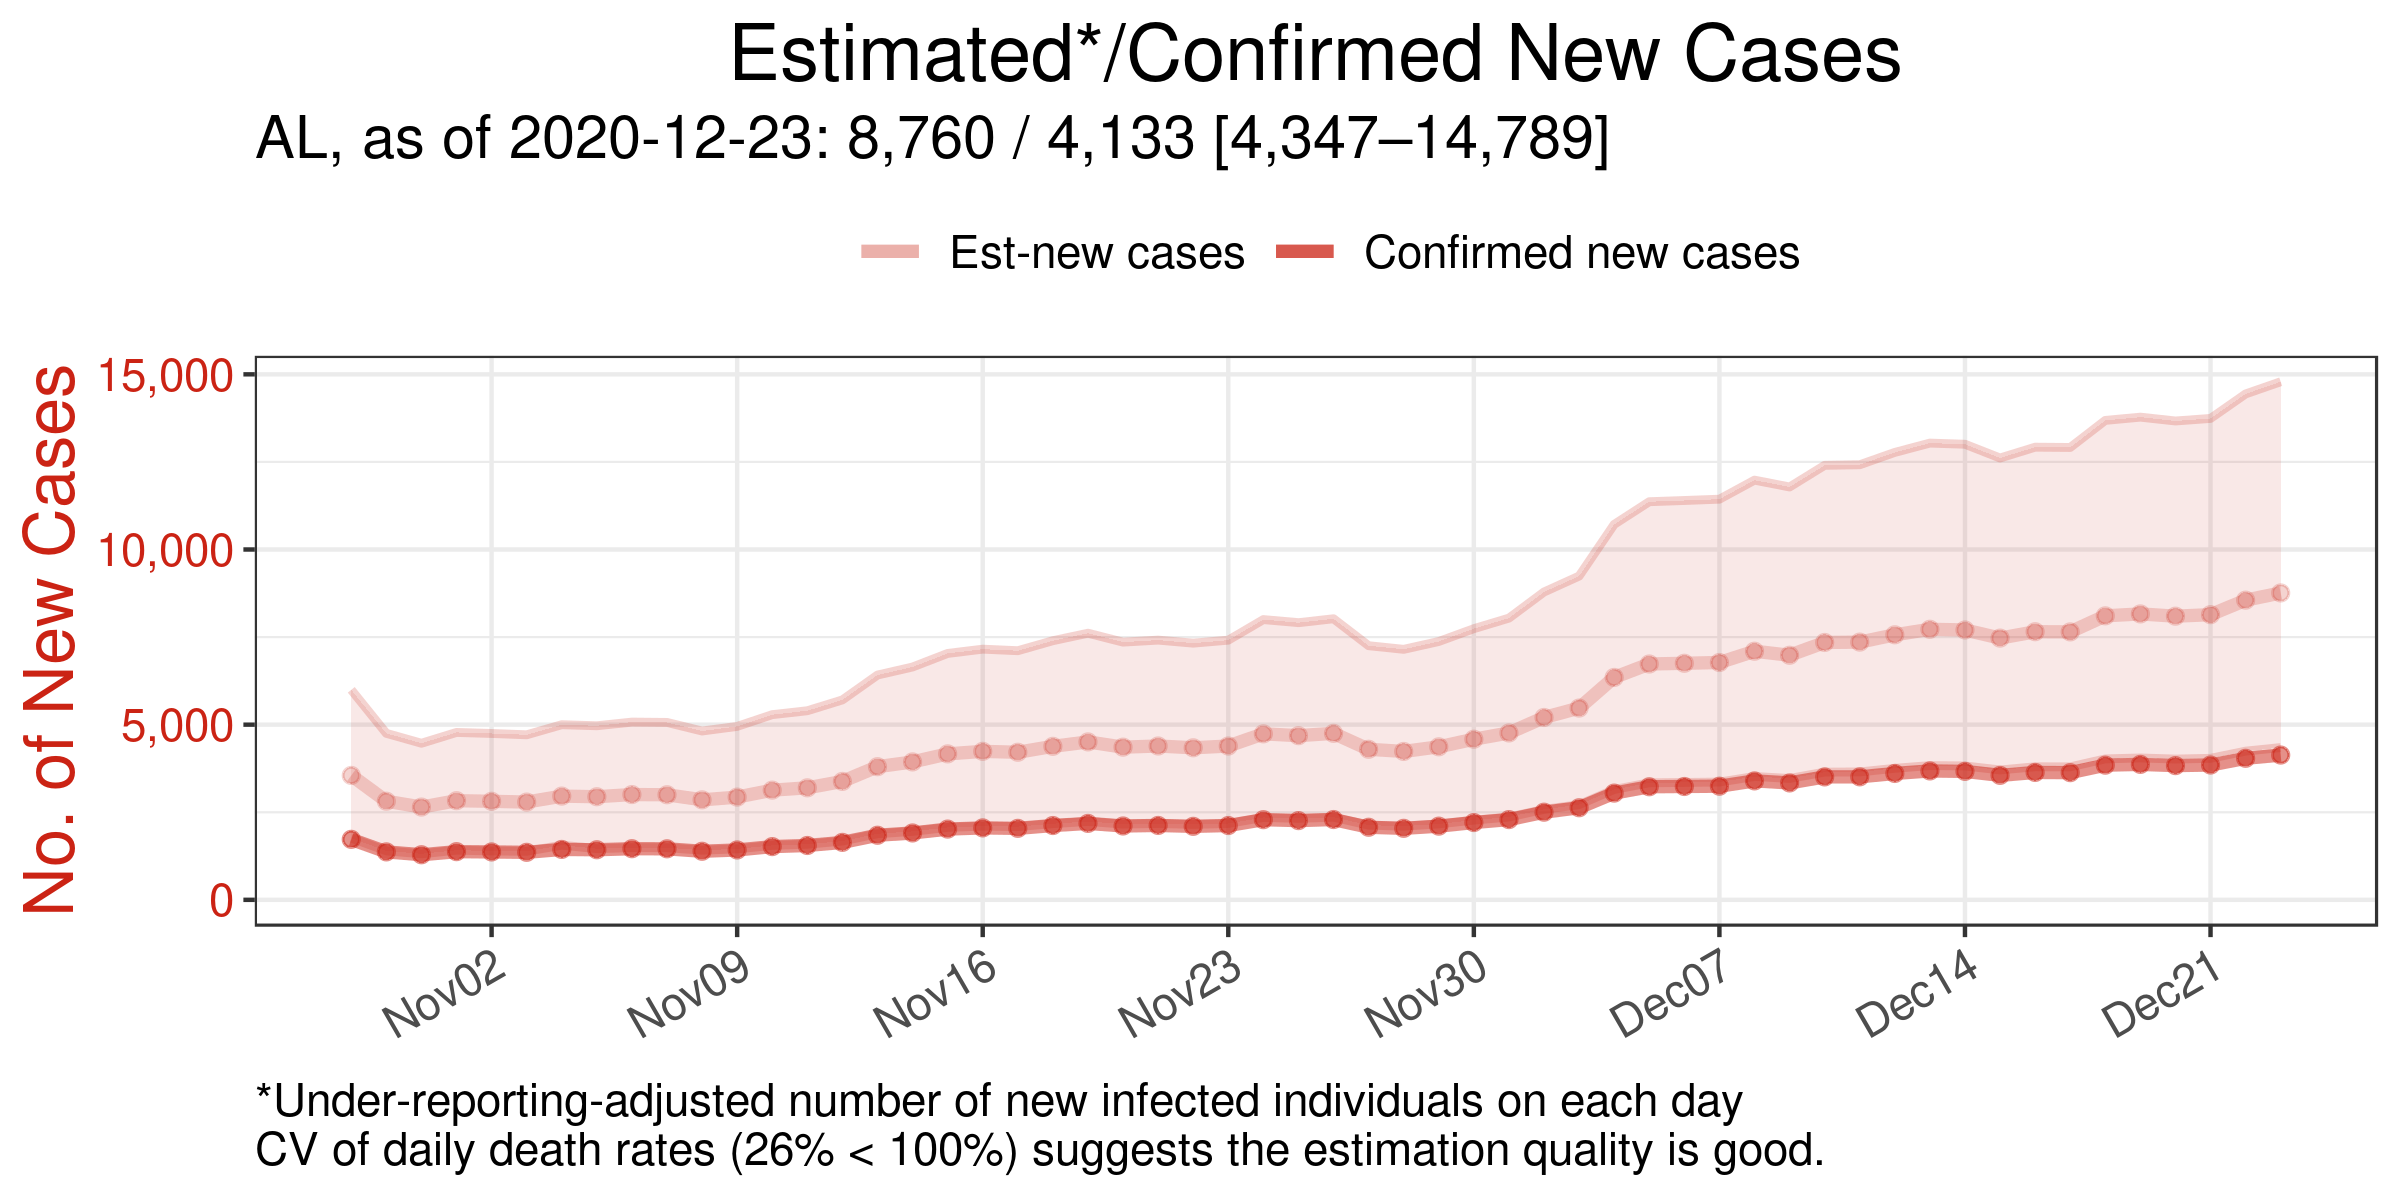 Estimated*/Confirmed New Cases
AL, as of 2020-12-23: 8,760 / 4,133 [4,347–14,789]
Est-new cases
Confirmed new cases
No. of New Cases
15,000
10,000
5,000
0
Nov02
Nov09
Nov16
Nov23
Nov30
Dec07
Dec14
Dec21
*Under-reporting-adjusted number of new infected individuals on each day
CV of daily death rates (26% < 100%) suggests the estimation quality is good.